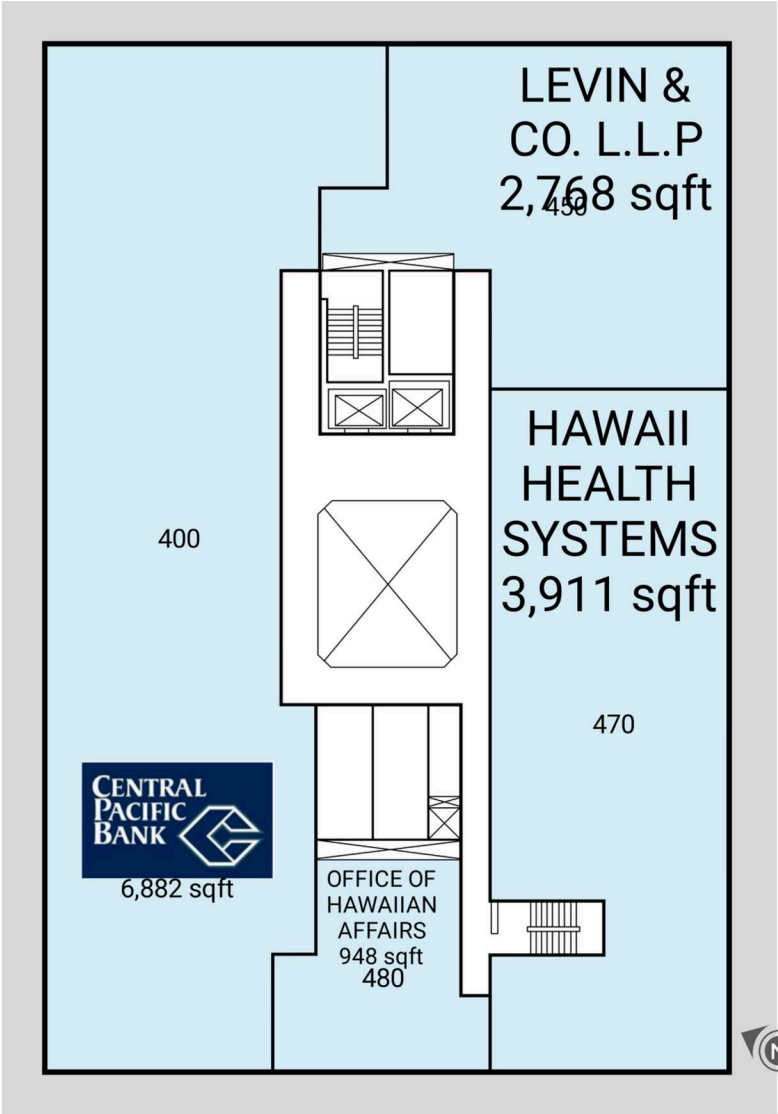 LEVIN &
CO. L.L.P
2,768 sqft
450
HAWAII
HEALTH
SYSTEMS
3,911 sqft
400
470
CENTRAL
PACIFIC
BANK
6,882 sqft
OFFICE OF
HAWAIIAN
AFFAIRS
948 sqft
480
N